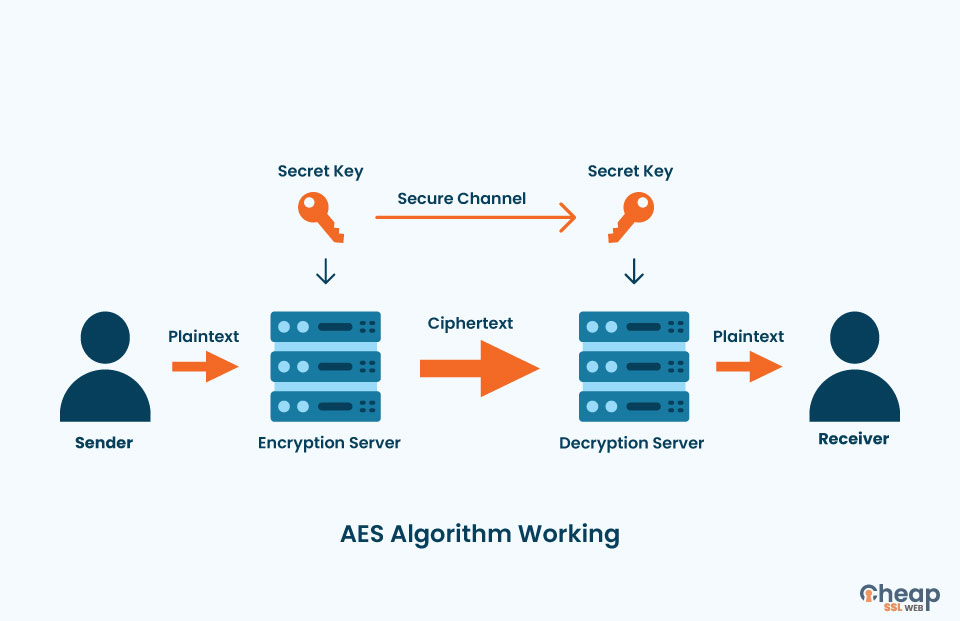 Secret Key
Secret Key
Secure Channel
Plaintext
Ciphertext
Plaintext
Sender
Encryption Server
Decryption Server
Receiver
AES Algorithm Working
Cheap
SSL WEB